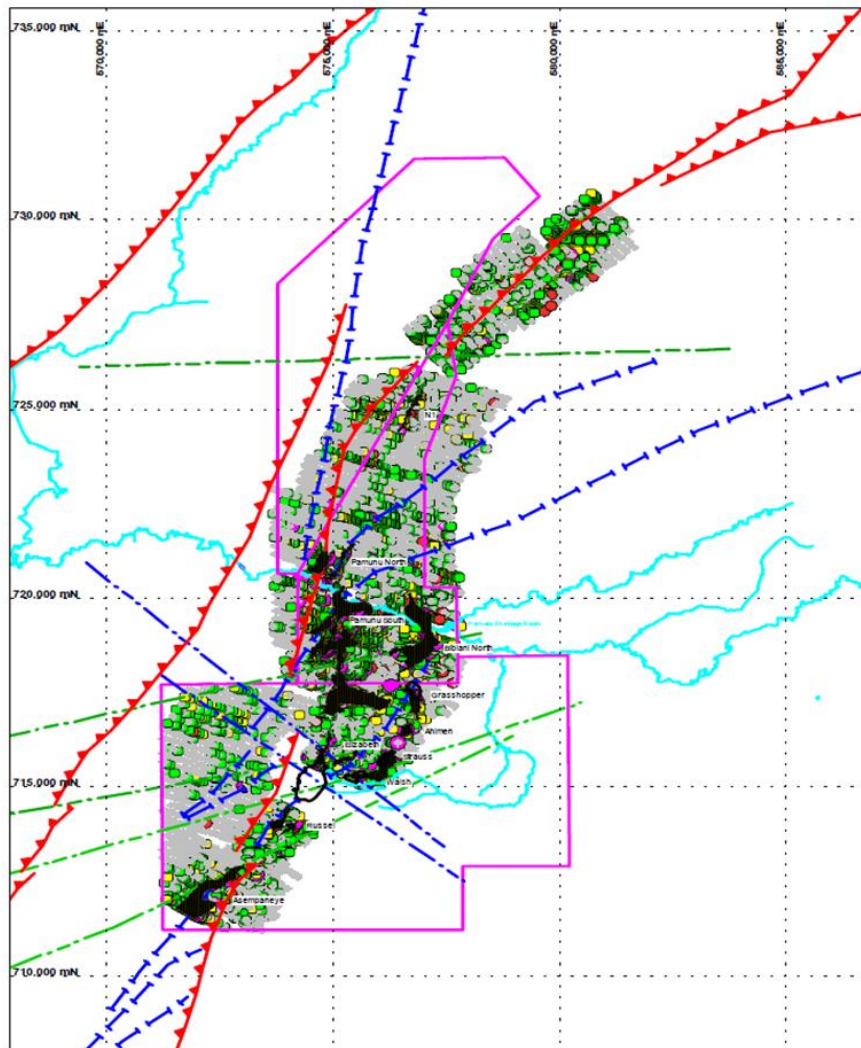 735,000 mN
570,000 mE
575,000 mE
580,000 mE
585,000 mE
730,000 mN
725,000 mN
N1
720,000 mN
Pamunu North
Pamunu South
Bibiani North
Grasshopper
Ahimen
Elizabeth
Strauss
715,000 mN
Walsh
Russel
Asempaneye
710,000 mN